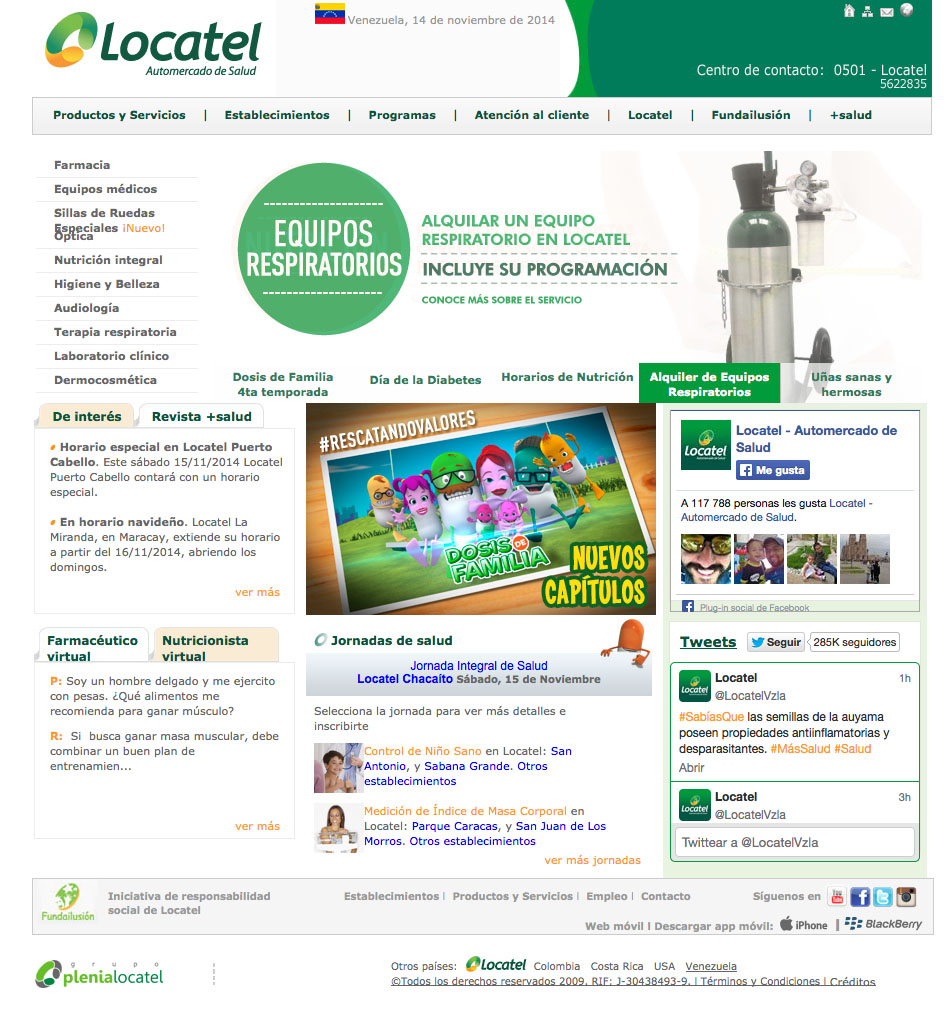 Locatel
Automercado de Salud
Venezuela, 14 de noviembre de 2014
Centro de contacto: 0501 - Locatel
5622835
Productos y Servicios | Establecimientos | Programas | Atención al cliente | Locatel | Fundailusión | +salud
Farmacia
Equipos médicos
Sillas de Ruedas
Especiales ¡Nuevo!
Óptica
Nutrición integral
Higiene y Belleza
Audiología
Terapia respiratoria
Laboratorio clínico
Dermocosmética
EQUIPOS
RESPIRATORIOS
ALQUILAR UN EQUIPO
RESPIRATORIO EN LOCATEL
INCLUYE SU PROGRAMACIÓN
CONOCE MÁS SOBRE EL SERVICIO
Dosis de Familia
4ta temporada
Día de la Diabetes
Horarios de Nutrición
Alquiler de Equipos
Respiratorios
Uñas sanas y
hermosas
De interés
Revista +salud
Horario especial en Locatel Puerto
Cabello. Este sábado 15/11/2014 Locatel
Puerto Cabello contará con un horario
especial.
En horario navideño. Locatel La
Miranda, en Maracay, extiende su horario
a partir del 16/11/2014, abriendo los
domingos.
ver más
#RESCATANDOVALORES
DOSIS DE
FAMILIA
NUEVOS
CAPÍTULOS
Locatel
Locatel - Automercado de
Salud
Me gusta
A 117 788 personas les gusta Locatel -
Automercado de Salud.
Plug-in social de Facebook
Farmacéutico
virtual
Nutricionista
virtual
P: Soy un hombre delgado y me ejercito
con pesas. ¿Qué alimentos me
recomienda para ganar músculo?
R: Si busca ganar masa muscular, debe
combinar un buen plan de
entrenamien...
ver más
Jornadas de salud
Jornada Integral de Salud
Locatel Chacaíto Sábado, 15 de Noviembre
Selecciona la jornada para ver más detalles e
inscribirte
Control de Niño Sano en Locatel: San
Antonio, y Sabana Grande. Otros
establecimientos
Medición de Índice de Masa Corporal en
Locatel: Parque Caracas, y San Juan de Los
Morros. Otros establecimientos
ver más jornadas
Tweets
Seguir
285K seguidores
Locatel
Locatel 1h
@LocatelVzla
#SabíasQue las semillas de la auyama
poseen propiedades antiinflamatorias y
desparasitantes. #MásSalud #Salud
Abrir
Locatel
Locatel 3h
@LocatelVzla
Twittear a @LocatelVzla
Fundailusión
Iniciativa de responsabilidad
social de Locatel
Establecimientos | Productos y Servicios | Empleo | Contacto
Síguenos en
You Tube
Web móvil | Descargar app móvil: iPhone | BlackBerry
grupo
plenialocatel
Otros países: Locatel Colombia Costa Rica USA Venezuela
©Todos los derechos reservados 2009. RIF: J-30438493-9. | Términos y Condiciones | Créditos